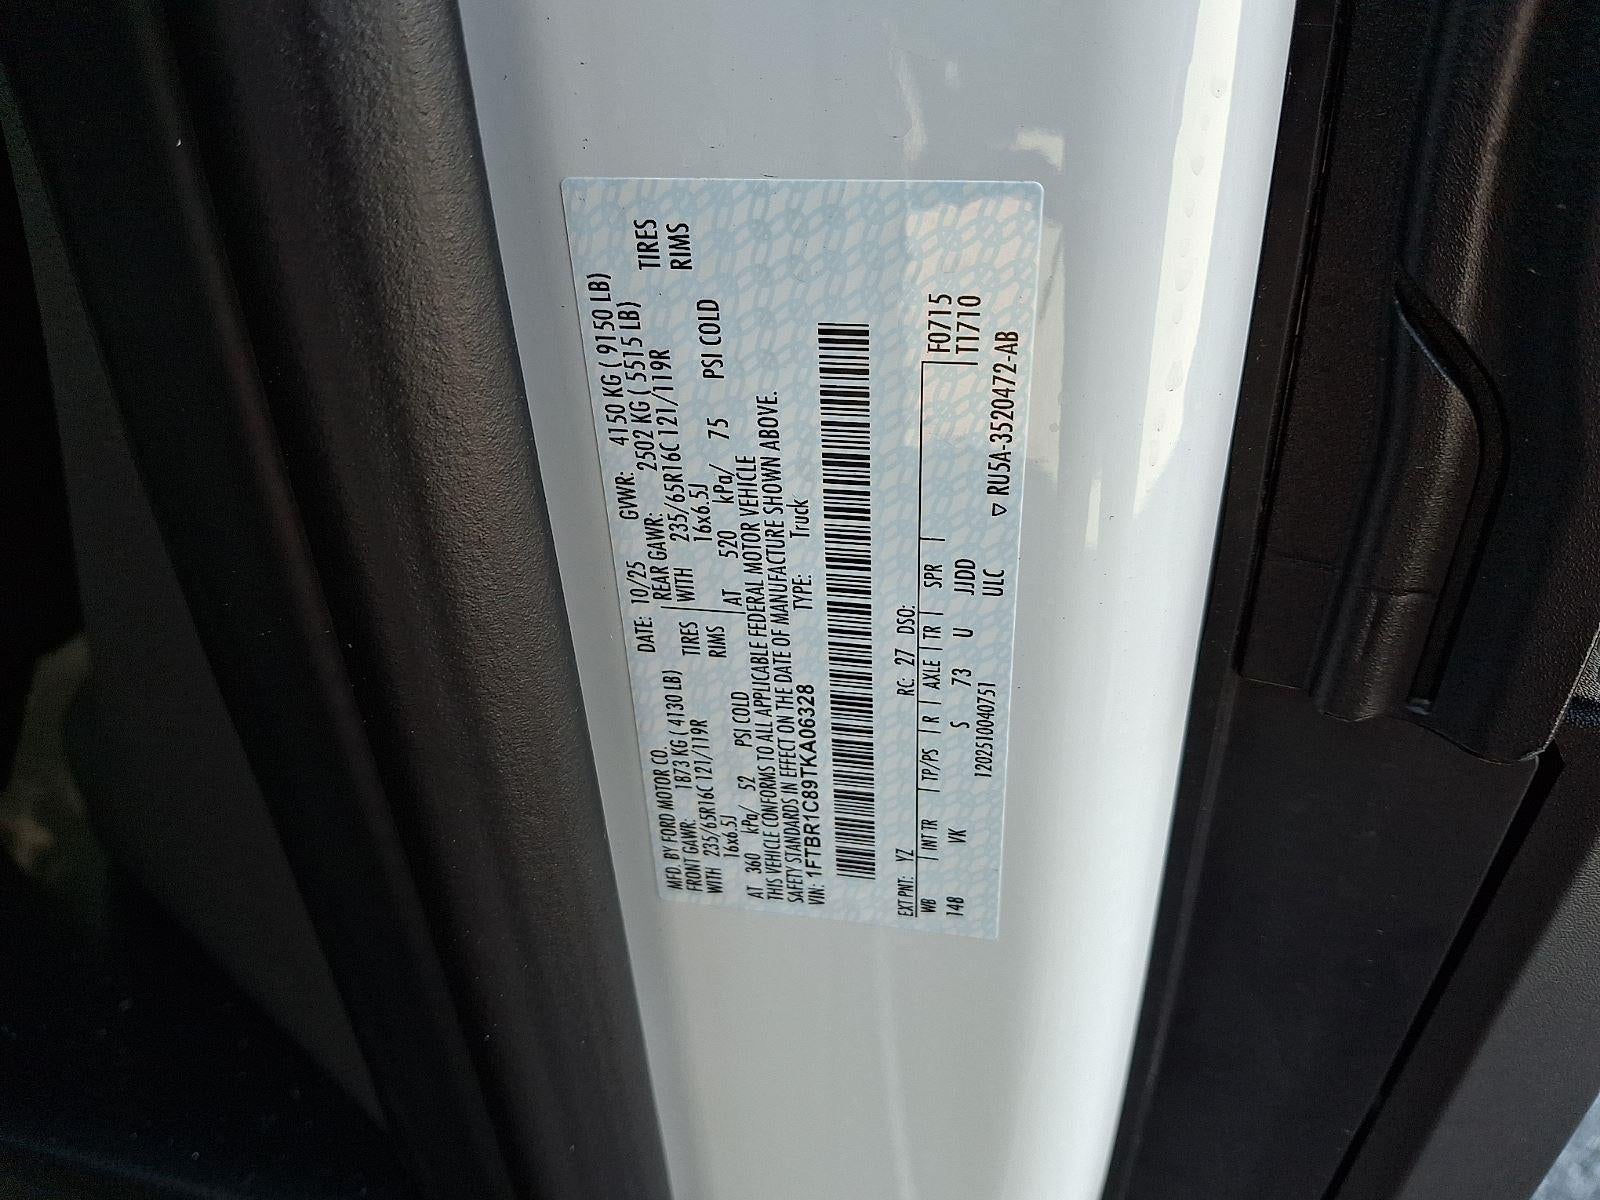 MFD. BY FORD MOTOR CO.
DATE: 10/25 GVWR: 4150 KG ( 9150 LB)
FRONT GAWR: 1873 KG ( 4130 LB)
REAR GAWR: 2502 KG ( 5515 LB)
WITH 235/65R16C 121/119R TIRES
WITH 235/65R16C 121/119R TIRES
16x6.5J RIMS
16x6.5J RIMS
AT 360 kPa/ 52 PSI COLD
AT 520 kPa/ 75 PSI COLD
THIS VEHICLE CONFORMS TO ALL APPLICABLE FEDERAL MOTOR VEHICLE
SAFETY STANDARDS IN EFFECT ON THE DATE OF MANUFACTURE SHOWN ABOVE.
VIN: 1FTBR1C89TKA06328 TYPE: Truck
EXT PNT: YZ RC: 27 DSO:
WB INT TR TP/PS R AXLE TR SPR F0715
148 VK S 73 U JJDD T1710
120251004075​1 ULC
▽ RU5A-3520472-AB